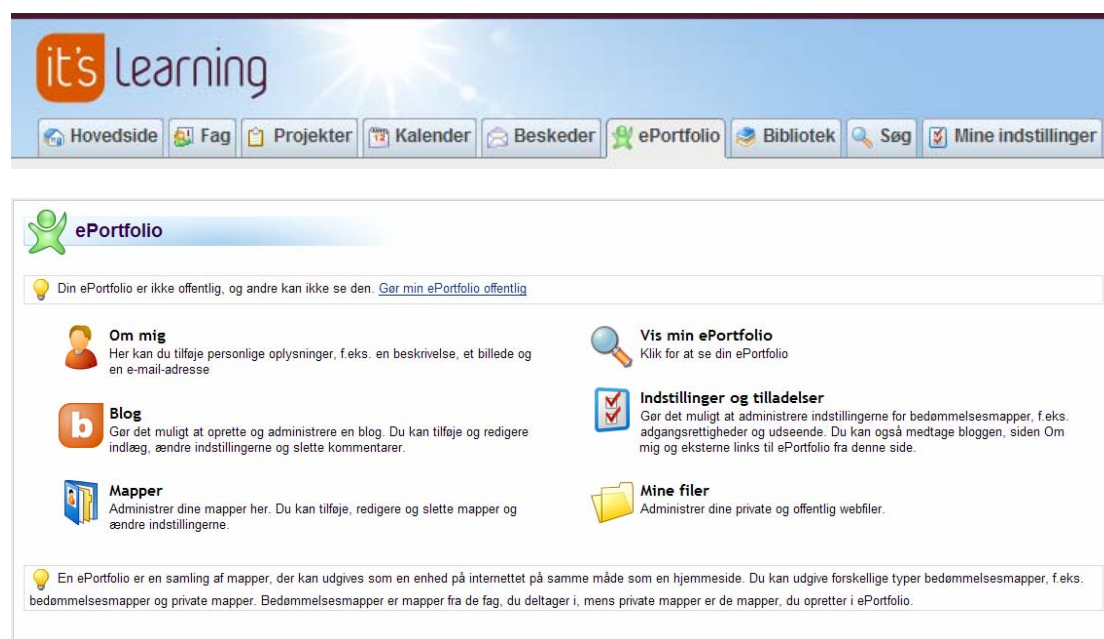 it's learning
Hovedside Fag Projekter Kalender Beskeder ePortfolio Bibliotek Søg Mine indstillinger
ePortfolio
Din ePortfolio er ikke offentlig, og andre kan ikke se den. Gør min ePortfolio offentlig
Om mig
Her kan du tilføje personlige oplysninger, f.eks. en beskrivelse, et billede og
en e-mail-adresse
Blog
Gør det muligt at oprette og administrere en blog. Du kan tilføje og redigere
indlæg, ændre indstillingerne og slette kommentarer.
Mapper
Administrer dine mapper her. Du kan tilføje, redigere og slette mapper og
ændre indstillingerne.
Vis min ePortfolio
Klik for at se din ePortfolio
Indstillinger og tilladelser
Gør det muligt at administrere indstillingerne for bedømmelsesmapper, f.eks.
adgangsrettigheder og udseende. Du kan også medtage bloggen, siden Om
mig og eksterne links til ePortfolio fra denne side.
Mine filer
Administrer dine private og offentlig webfiler.
En ePortfolio er en samling af mapper, der kan udgives som en enhed på internettet på samme måde som en hjemmeside. Du kan udgive forskellige typer bedømmelsesmapper, f.eks.
bedømmelsesmapper og private mapper. Bedømmelsesmapper er mapper fra de fag, du deltager i, mens private mapper er de mapper, du opretter i ePortfolio.